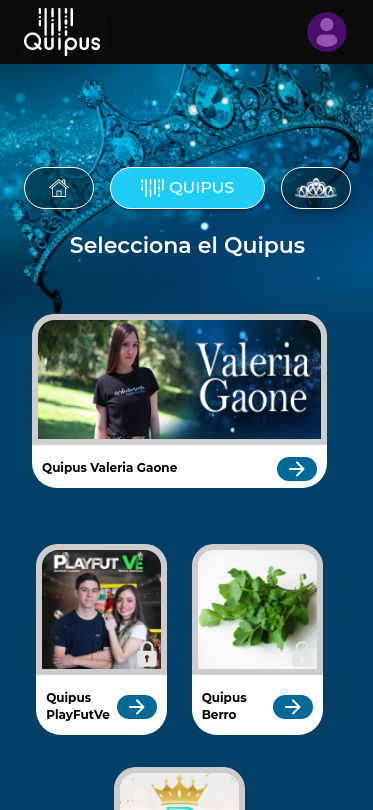 Quipus
QUIPUS
Selecciona el Quipus
Valeria
Gaone
Quipus Valeria Gaone
PLAYFUT VE
Quipus
PlayFutVe
Quipus
Berro